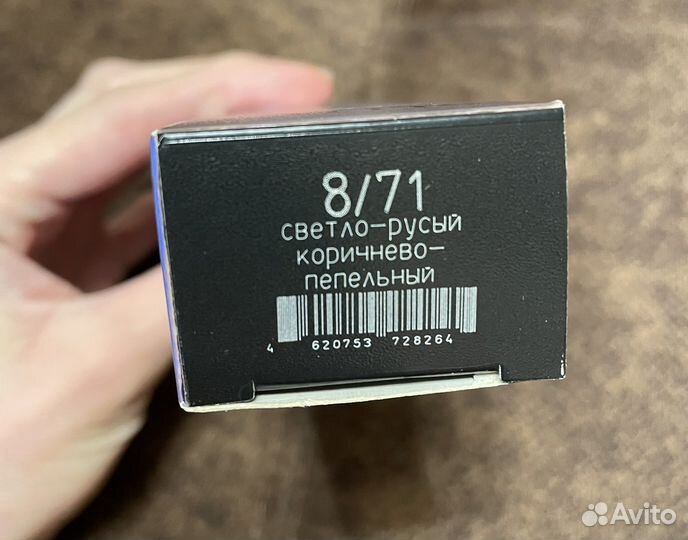 8/71
светло-русый
коричнево-
пепельный
4 620753 728264
Avito